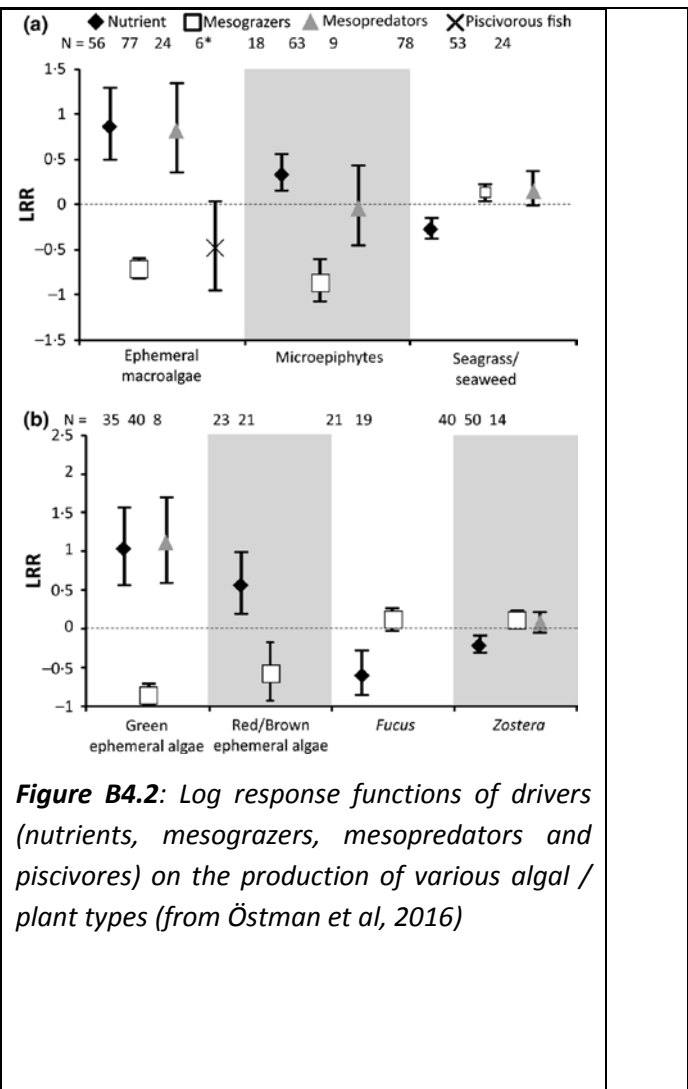 (a) Nutrient Mesograzers Mesopredators Piscivorous fish
N = 56 77 24 6* 18 63 9 78 53 24
1·5
1
0·5
0
−0·5
−1
−1·5
LRR
Ephemeral macroalgae
Microepiphytes
Seagrass/ seaweed
(b) N = 35 40 8 23 21 21 19 40 50 14
2·5
2
1·5
1
0·5
0
−0·5
−1
LRR
Green ephemeral algae
Red/Brown ephemeral algae
Fucus
Zostera
Figure B4.2: Log response functions of drivers
(nutrients, mesograzers, mesopredators and
piscivores) on the production of various algal /
plant types (from Östman et al, 2016)